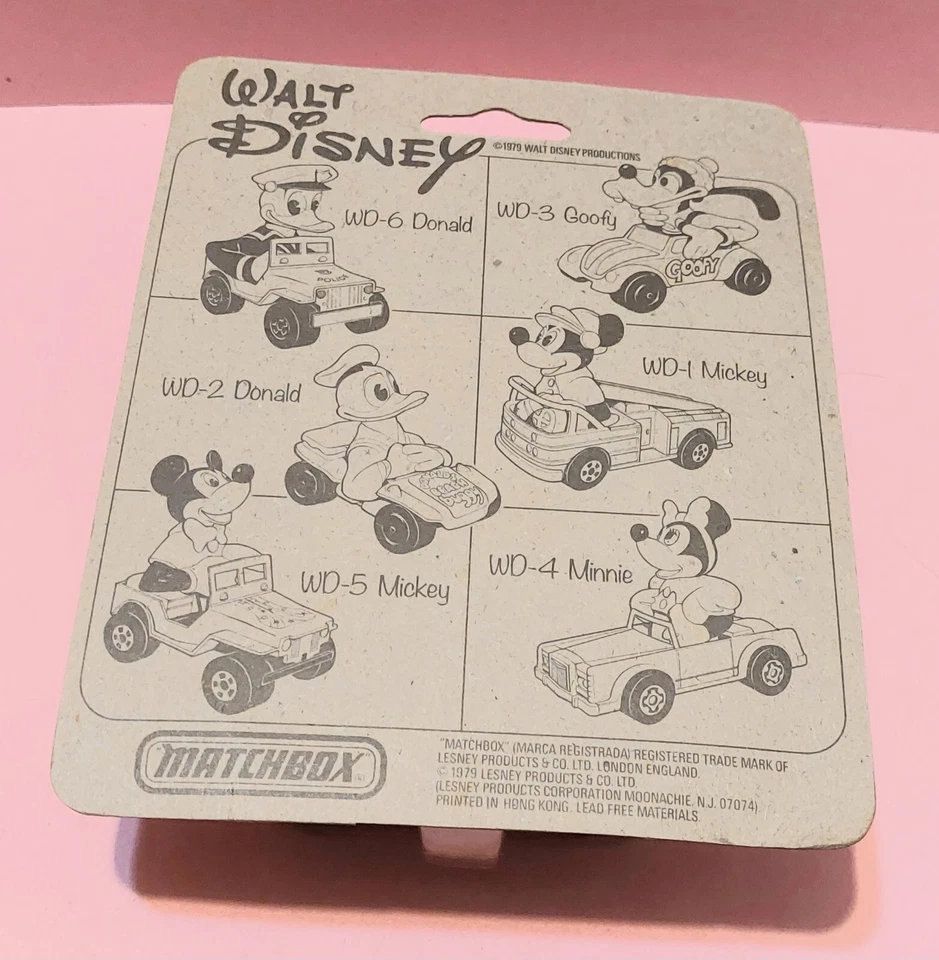 WALT
DISNEY
©1979 WALT DISNEY PRODUCTIONS
WD-6 Donald
POLICE
WD-3 Goofy
GOOFY
WD-2 Donald
WD-1 Mickey
WD-5 Mickey
WD-4 Minnie
MATCHBOX
"MATCHBOX" (MARCA REGISTRADA) REGISTERED TRADE MARK OF
LESNEY PRODUCTS & CO. LTD. LONDON ENGLAND.
© 1979 LESNEY PRODUCTS & CO. LTD.
(LESNEY PRODUCTS CORPORATION MOONACHIE. N.J. 07074)
PRINTED IN HONG KONG. LEAD FREE MATERIALS.